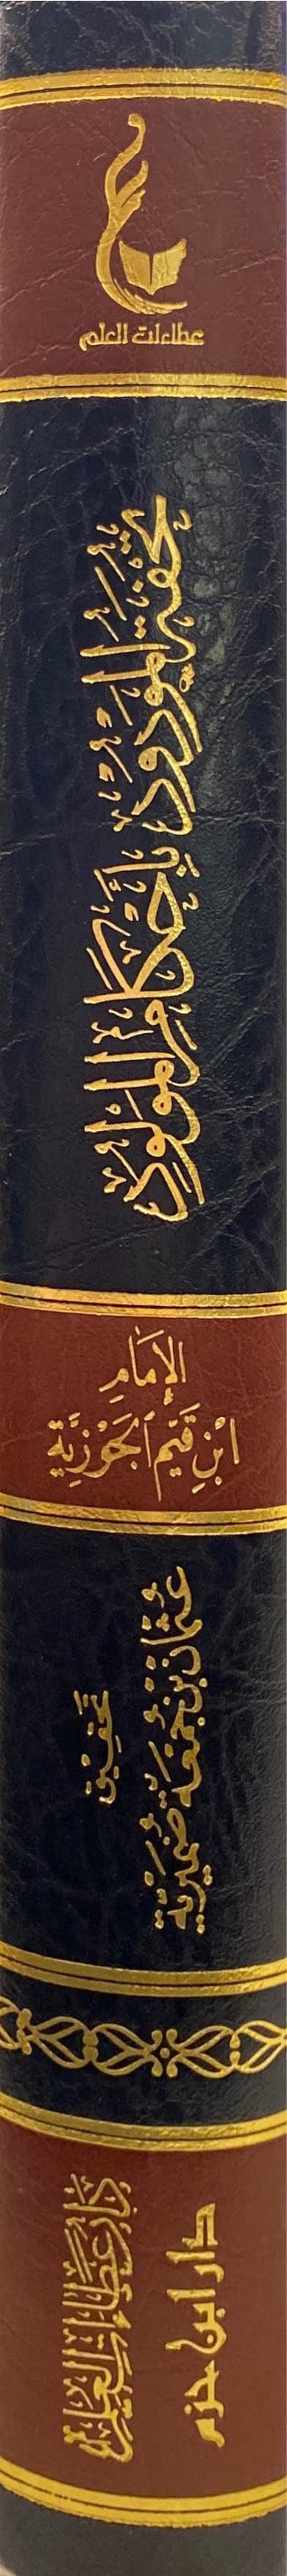 عطاءات العلم
تحفة المودود بأحكام المولود
الإمام
ابن قيم الجوزية
تحقيق
عثمان بن جمعة ضميرية
دار عطاءات العلم
دار ابن حزم